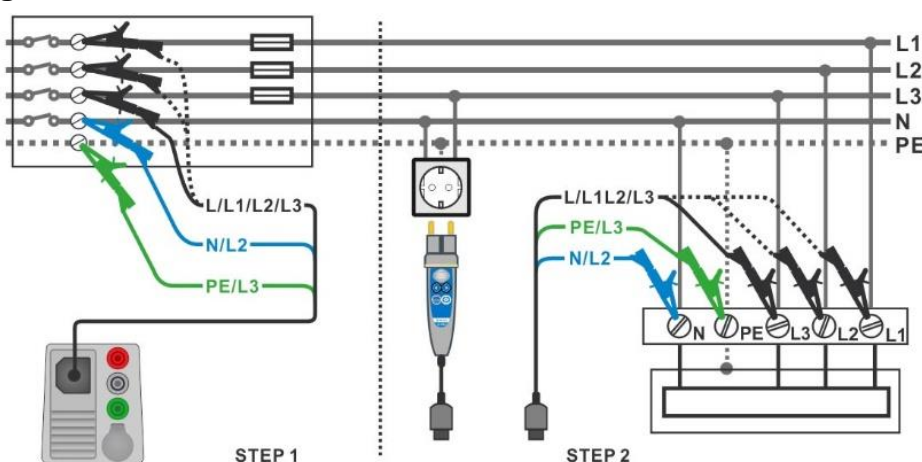 L1
L2
L3
N
PE
L/L1/L2/L3
N/L2
PE/L3
L/L1L2/L3
PE/L3
N/L2
N PE L3 L2 L1
STEP 1
STEP 2